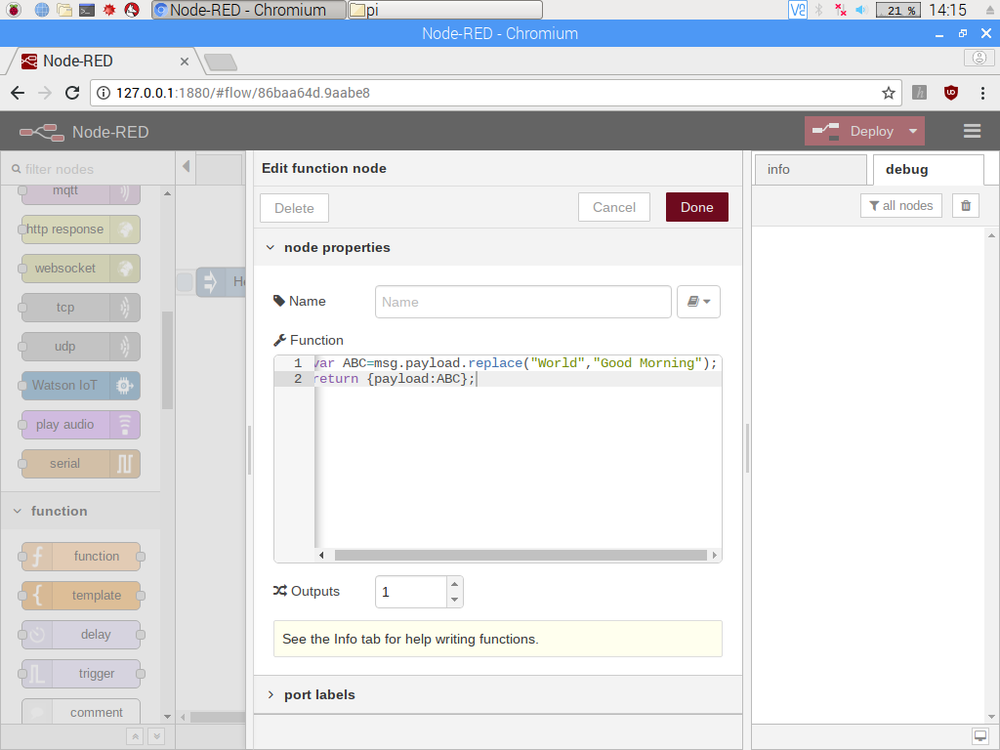 Node-RED - Chromium
pi
21 %
14:15
Node-RED - Chromium
Node-RED
127.0.0.1:1880/#flow/86baa64d.9aabe8
Node-RED
Deploy
filter nodes
mqtt
http response
websocket
tcp
udp
Watson IoT
play audio
serial
function
function
template
delay
trigger
comment
Edit function node
Delete
Cancel
Done
node properties
Name
Name
Function
1 var ABC=msg.payload.replace("World","Good Morning");
2 return {payload:ABC};
Outputs
1
See the Info tab for help writing functions.
port labels
info
debug
all nodes